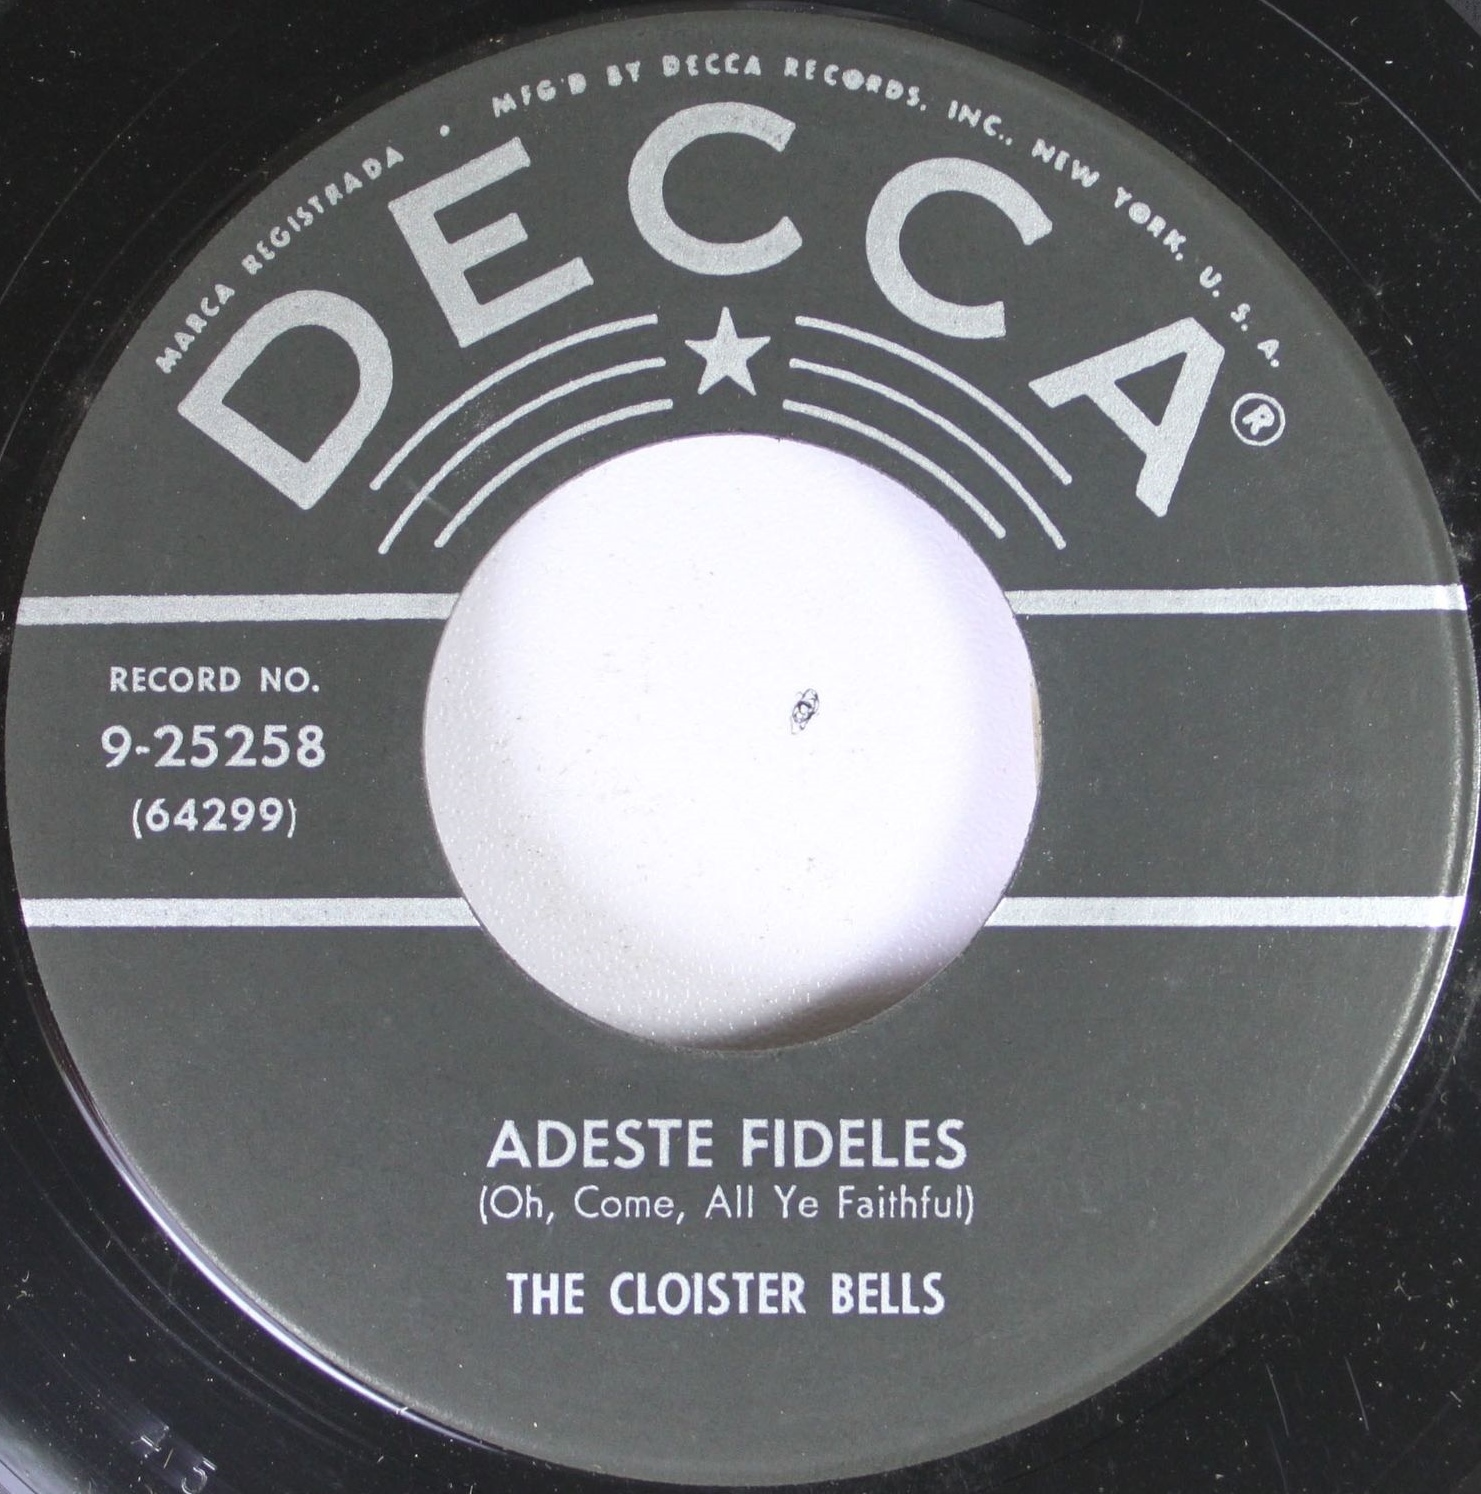 MARCA REGISTRADA • MFG'D BY DECCA RECORDS, INC., NEW YORK, U. S. A.
DECCA ®
RECORD NO.
9-25258
(64299)
ADESTE FIDELES
(Oh, Come, All Ye Faithful)
THE CLOISTER BELLS